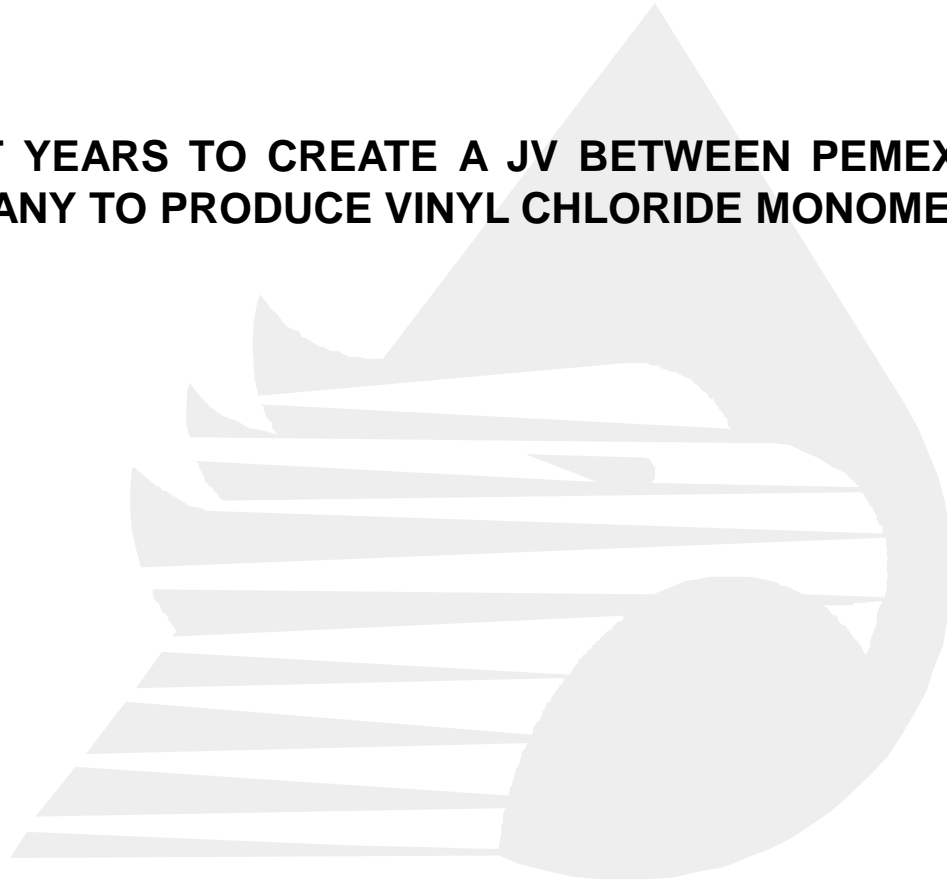 T YEARS TO CREATE A JV BETWEEN PEMEX
ANY TO PRODUCE VINYL CHLORIDE MONOME